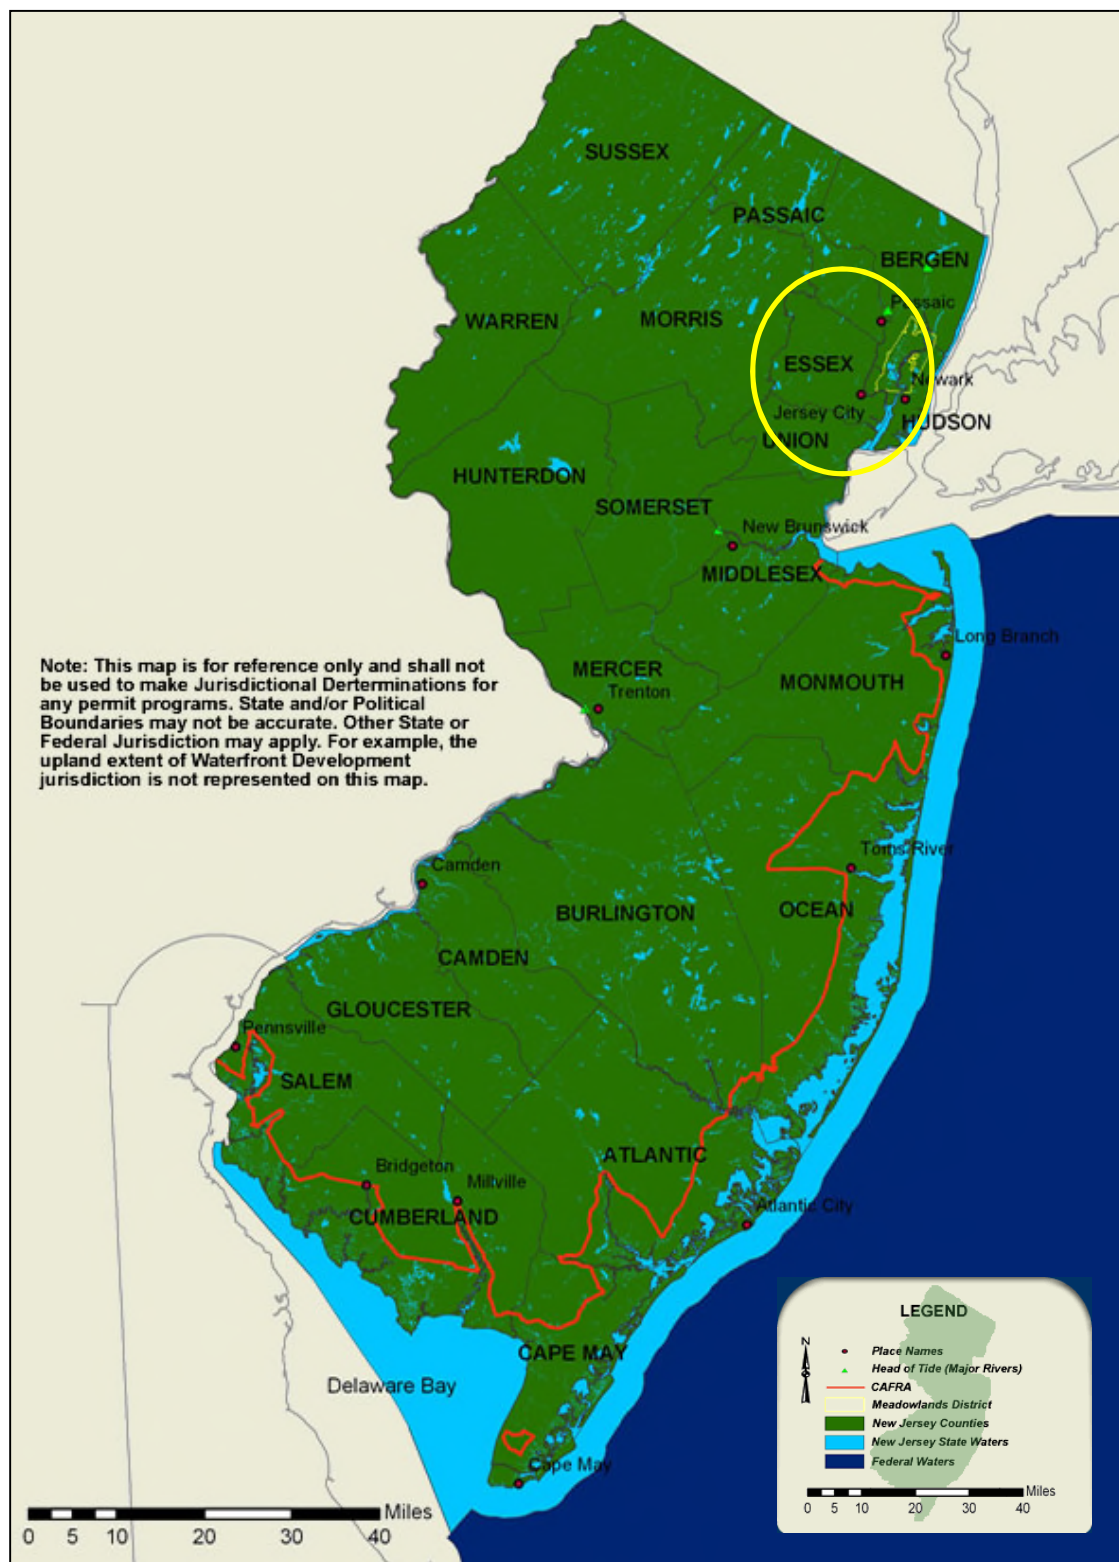 SUSSEX
PASSAIC
BERGEN
Passaic
WARREN
MORRIS
ESSEX
Newark
Jersey City
HUDSON
UNION
HUNTERDON
SOMERSET
New Brunswick
MIDDLESEX
Long Branch
Note: This map is for reference only and shall not
be used to make Jurisdictional Derterminations for
any permit programs. State and/or Political
Boundaries may not be accurate. Other State or
Federal Jurisdiction may apply. For example, the
upland extent of Waterfront Development
jurisdiction is not represented on this map.
MERCER
Trenton
MONMOUTH
Toms River
Camden
BURLINGTON
OCEAN
CAMDEN
GLOUCESTER
Pennsville
SALEM
ATLANTIC
Bridgeton
Millville
Atlantic City
CUMBERLAND
CAPE MAY
Delaware Bay
Cape May
Miles
0 5 10 20 30 40
LEGEND
N
Place Names
Head of Tide (Major Rivers)
CAFRA
Meadowlands District
New Jersey Counties
New Jersey State Waters
Federal Waters
Miles
0 5 10 20 30 40